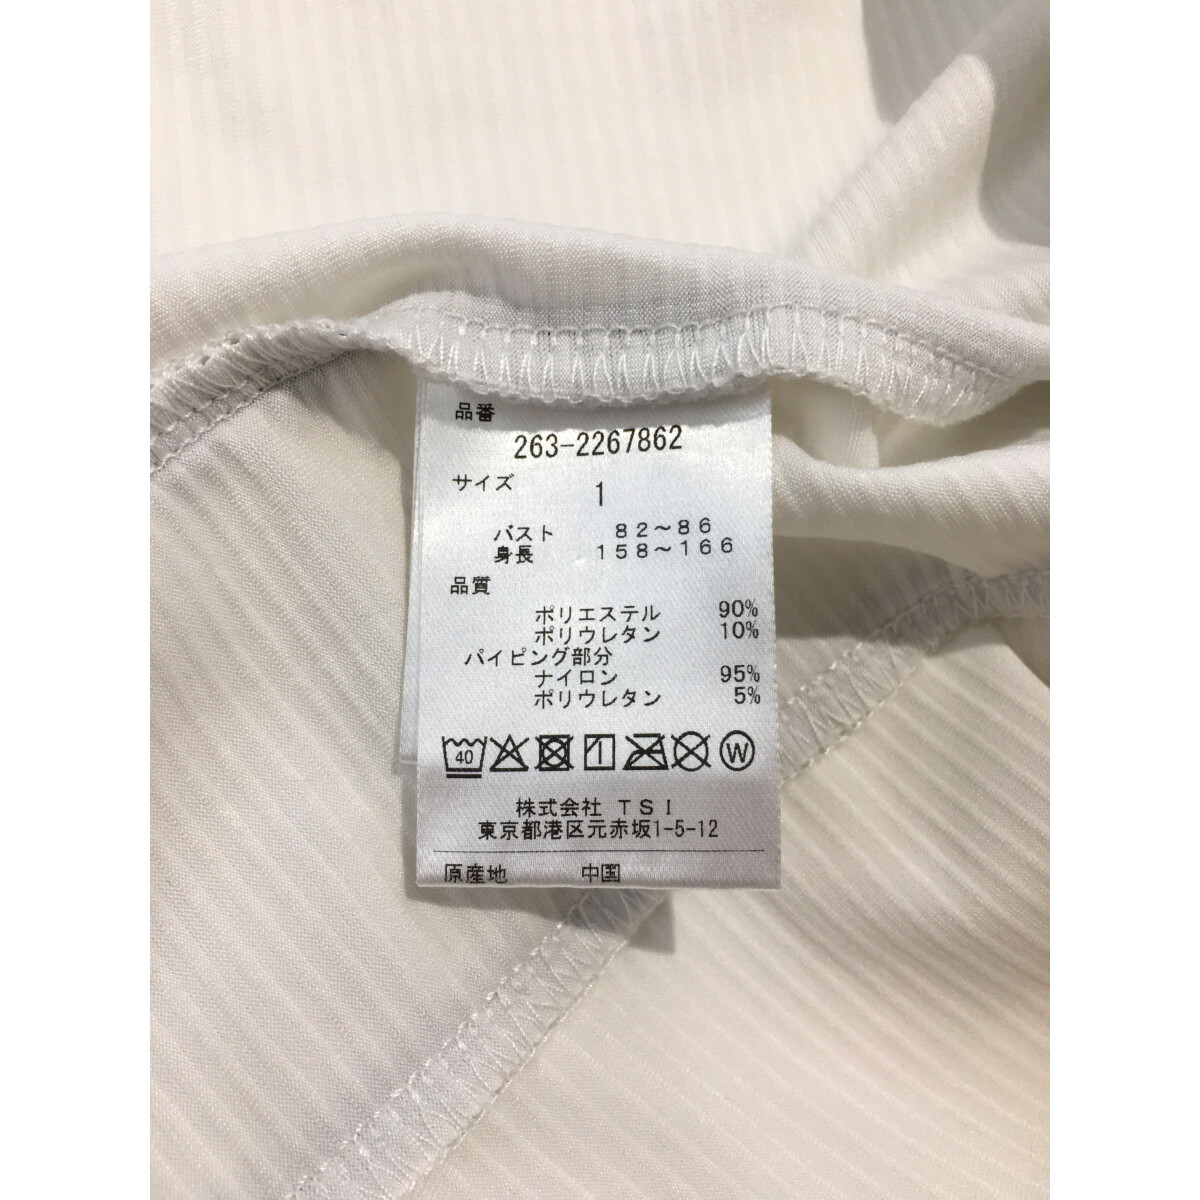 品番
263-2267862
サイズ 1
バスト 82～86
身長 158～166
品質
ポリエステル 90%
ポリウレタン 10%
パイピング部分
ナイロン 95%
ポリウレタン 5%
40 W
株式会社 TSI
東京都港区元赤坂1-5-12
原産地 中国